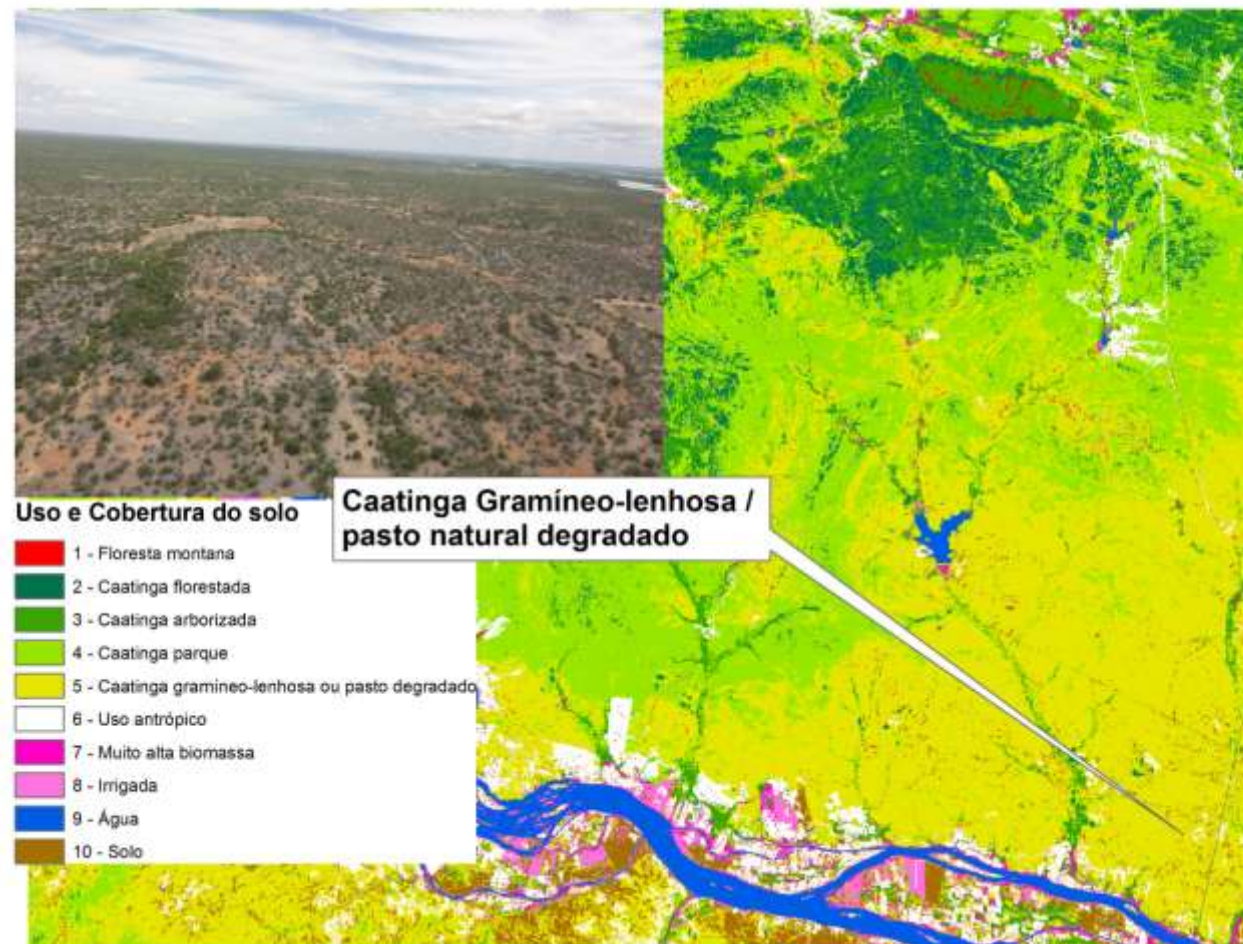 Caatinga Gramíneo-lenhosa /
pasto natural degradado
Uso e Cobertura do solo
1 - Floresta montana
2 - Caatinga florestada
3 - Caatinga arborizada
4 - Caatinga parque
5 - Caatinga gramíneo-lenhosa ou pasto degradado
6 - Uso antrópico
7 - Muito alta biomassa
8 - Irrigada
9 - Água
10 - Solo